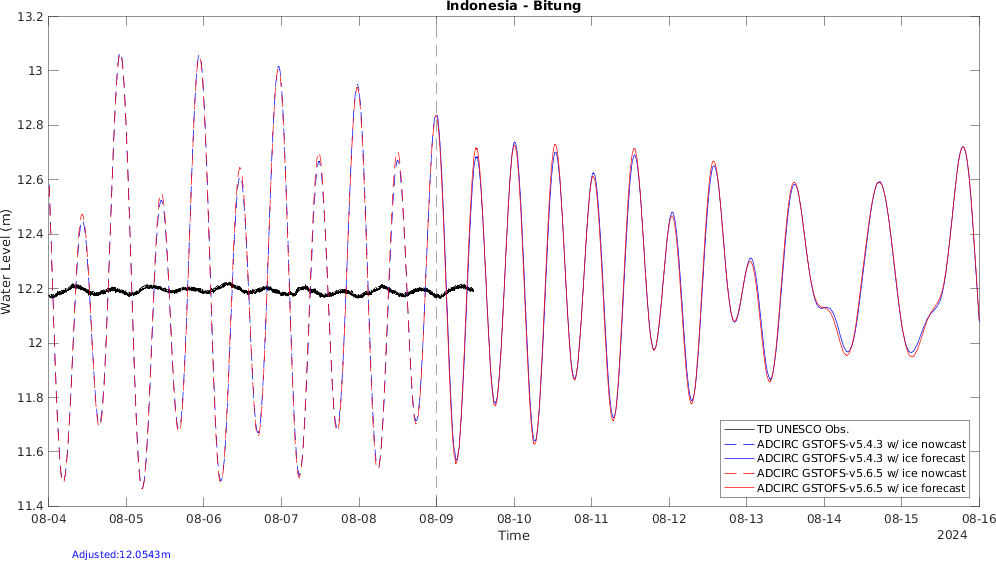 Indonesia - Bitung
13.2
13
12.8
12.6
12.4
12.2
12
11.8
11.6
11.4
Water Level (m)
TD UNESCO Obs.
ADCIRC GSTOFS-v5.4.3 w/ ice nowcast
ADCIRC GSTOFS-v5.4.3 w/ ice forecast
ADCIRC GSTOFS-v5.6.5 w/ ice nowcast
ADCIRC GSTOFS-v5.6.5 w/ ice forecast
08-04 08-05 08-06 08-07 08-08 08-09 08-10 08-11 08-12 08-13 08-14 08-15 08-16
Time
2024
Adjusted:12.0543m